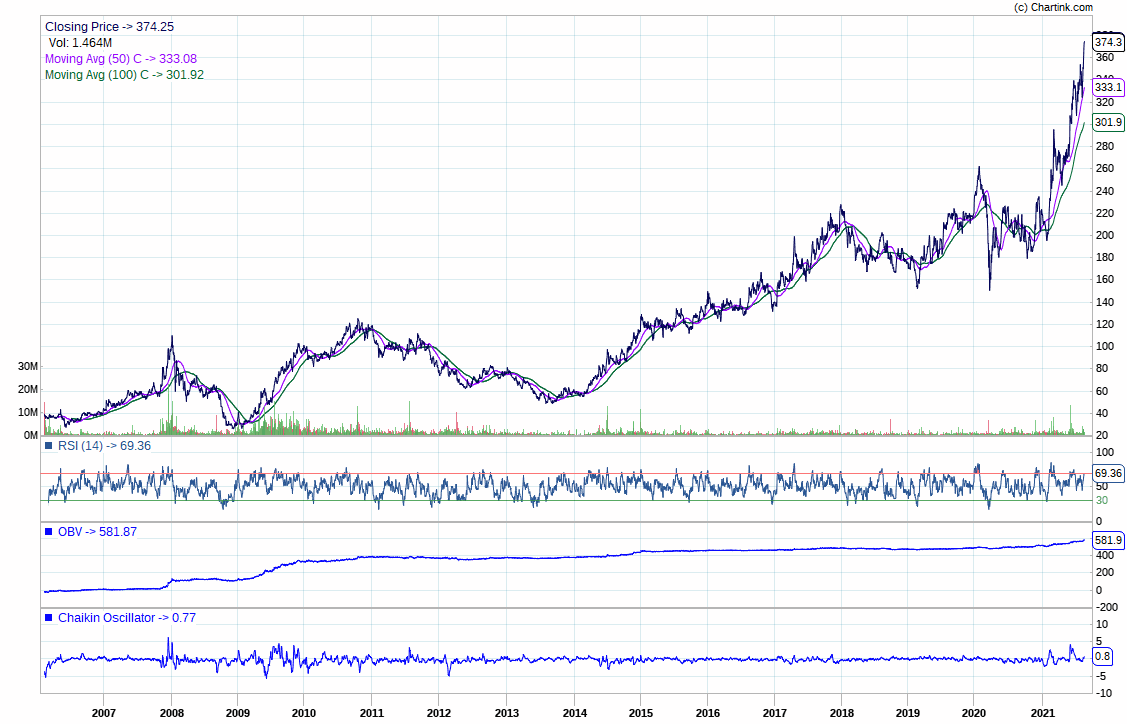 (c) Chartink.com
Closing Price -> 374.25
Vol: 1.464M
Moving Avg (50) C -> 333.08
Moving Avg (100) C -> 301.92
374.3
360
333.1
320
301.9
280
260
240
220
200
180
160
140
120
100
80
60
40
20
30M
20M
10M
0M
RSI (14) -> 69.36
100
69.36
50
30
0
OBV -> 581.87
581.9
400
200
0
-200
Chaikin Oscillator -> 0.77
10
5
0.8
-5
-10
2007 2008 2009 2010 2011 2012 2013 2014 2015 2016 2017 2018 2019 2020 2021